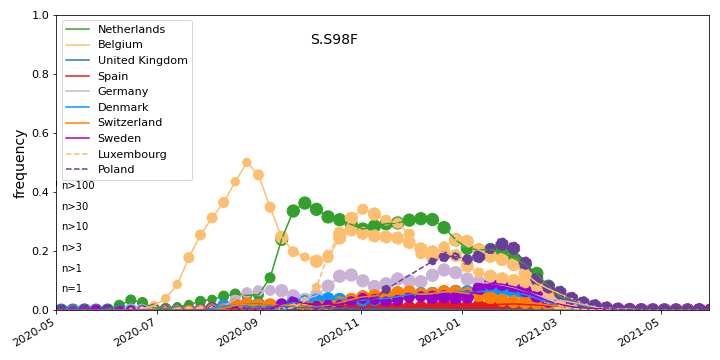 S.S98F
1.0
0.8
0.6
0.4
0.2
0.0
frequency
Netherlands
Belgium
United Kingdom
Spain
Germany
Denmark
Switzerland
Sweden
Luxembourg
Poland
n>100
n>30
n>10
n>3
n>1
n=1
2020-05
2020-07
2020-09
2020-11
2021-01
2021-03
2021-05